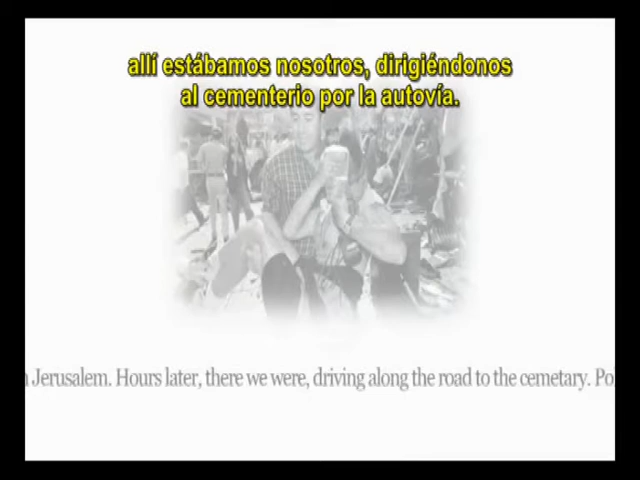 allí estábamos nosotros, dirigiéndonos
al cementerio por la autovía.
Jerusalem. Hours later, there we were, driving along the road to the cemetary.